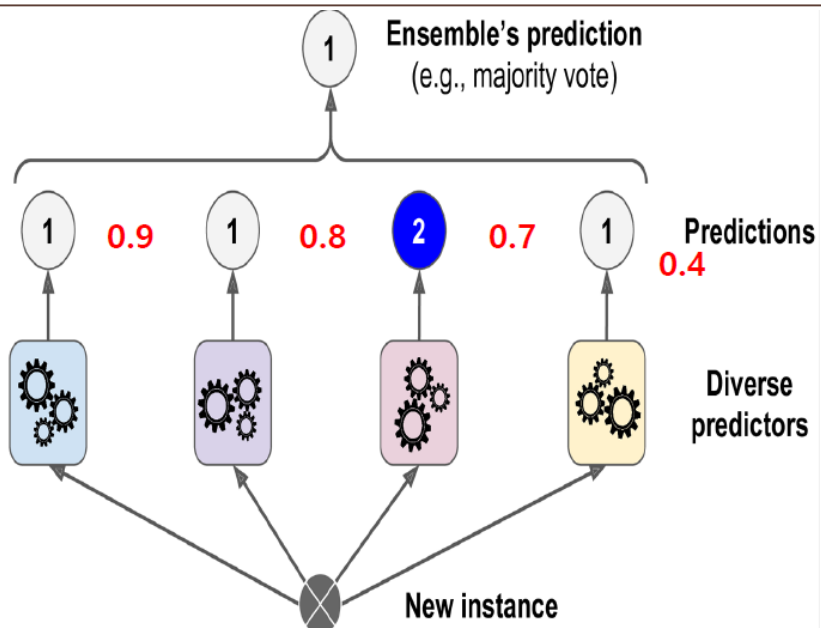 1
Ensemble's prediction
(e.g., majority vote)
1 0.9 1 0.8 2 0.7 1 Predictions
0.4
Diverse
predictors
New instance